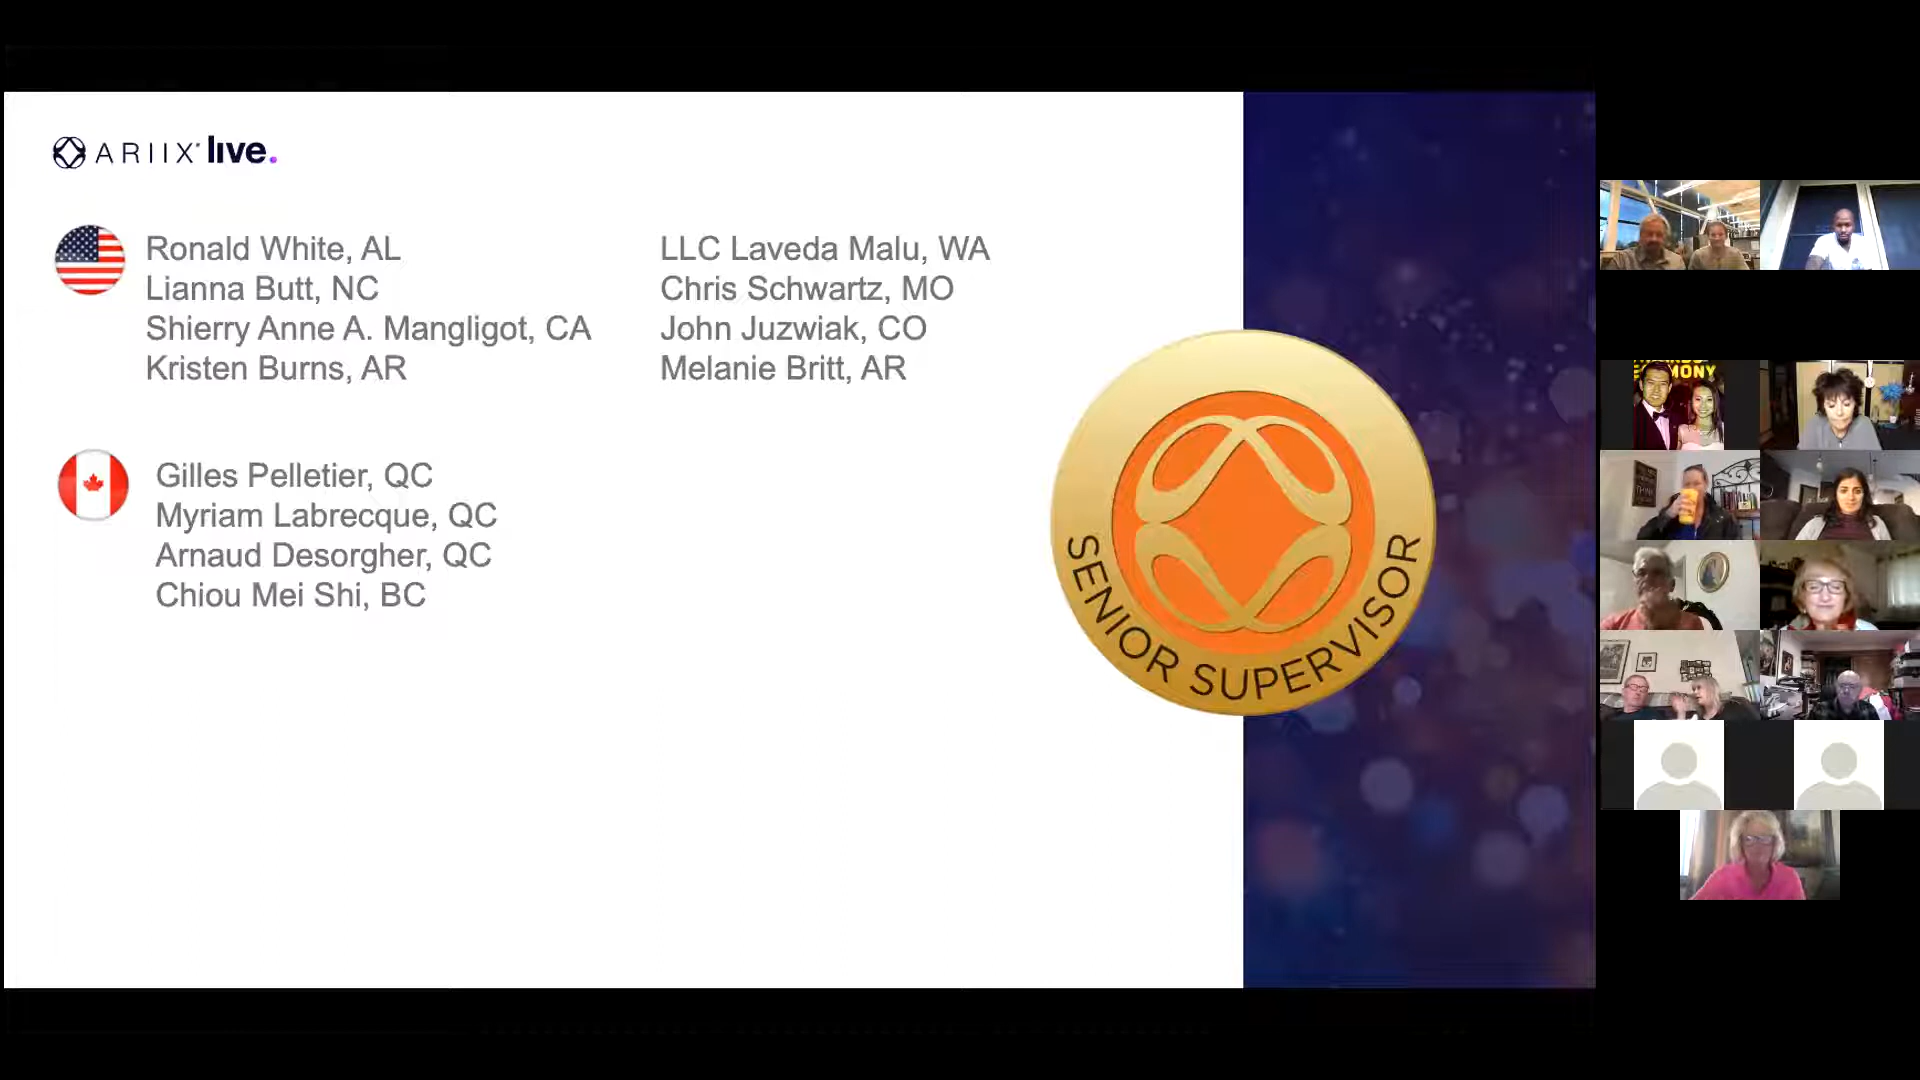 ARIIX live.
Ronald White, AL
Lianna Butt, NC
Shierry Anne A. Mangligot, CA
Kristen Burns, AR
LLC Laveda Malu, WA
Chris Schwartz, MO
John Juzwiak, CO
Melanie Britt, AR
Gilles Pelletier, QC
Myriam Labrecque, QC
Arnaud Desorgher, QC
Chiou Mei Shi, BC
SENIOR SUPERVISOR
THINK